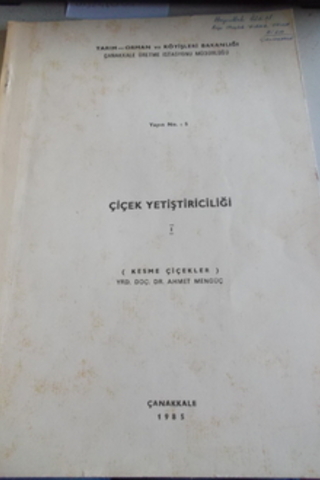 TARIM — ORMAN ve KÖYİŞLERİ BAKANLIĞI
ÇANAKKALE ÜRETME İSTASYONU MÜDÜRLÜĞÜ
Yayın No. : 5
ÇİÇEK YETİŞTİRİCİLİĞİ
I
( KESME ÇİÇEKLER )
YRD. DOÇ. DR. AHMET MENGÜÇ
ÇANAKKALE
1985